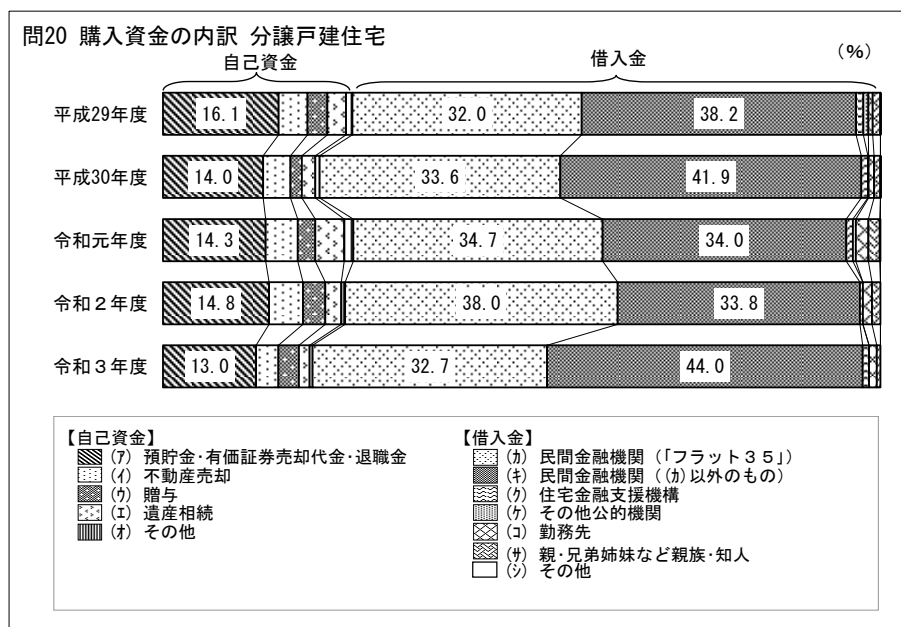 問20 購入資金の内訳 分譲戸建住宅
(%)
自己資金 借入金
平成29年度 16.1 32.0 38.2
平成30年度 14.0 33.6 41.9
令和元年度 14.3 34.7 34.0
令和２年度 14.8 38.0 33.8
令和３年度 13.0 32.7 44.0
【自己資金】
(ｱ) 預貯金･有価証券売却代金･退職金
(ｲ) 不動産売却
(ｳ) 贈与
(ｴ) 遺産相続
(ｵ) その他
【借入金】
(ｶ) 民間金融機関（「フラット３５」）
(ｷ) 民間金融機関（(ｶ)以外のもの）
(ｸ) 住宅金融支援機構
(ｹ) その他公的機関
(ｺ) 勤務先
(ｻ) 親･兄弟姉妹など親族･知人
(ｼ) その他